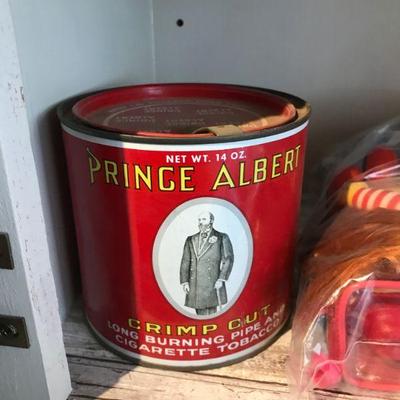 NET WT. 14 OZ.
PRINCE ALBERT
CRIMP CUT
LONG BURNING PIPE AND
CIGARETTE TOBACCO